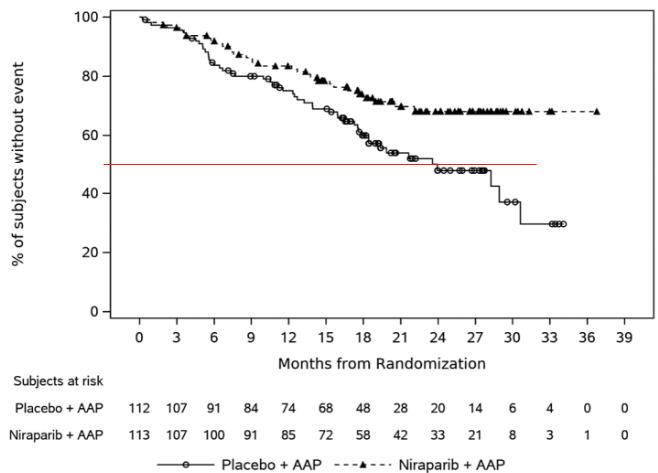 % of subjects without event
100
80
60
40
20
0
0 3 6 9 12 15 18 21 24 27 30 33 36 39
Months from Randomization
Subjects at risk
Placebo + AAP 112 107 91 84 74 68 48 28 20 14 6 4 0 0
Niraparib + AAP 113 107 100 91 85 72 58 42 33 21 8 3 1 0
Placebo + AAP Niraparib + AAP